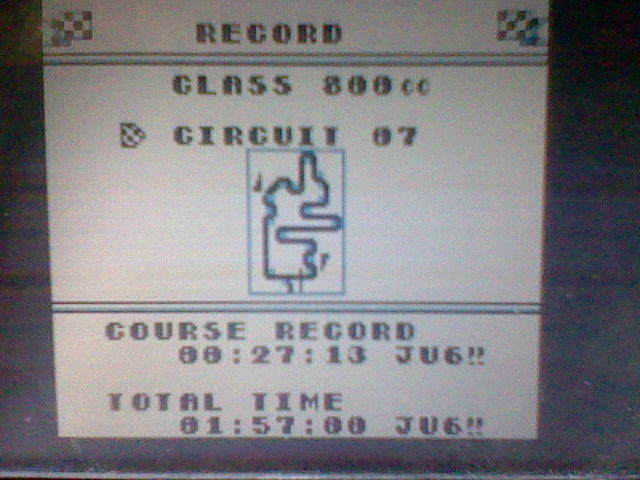 RECORD
CLASS 800cc
CIRCUIT 07
COURSE RECORD
00:27:13 JU6!!
TOTAL TIME
01:57:00 JU6!!